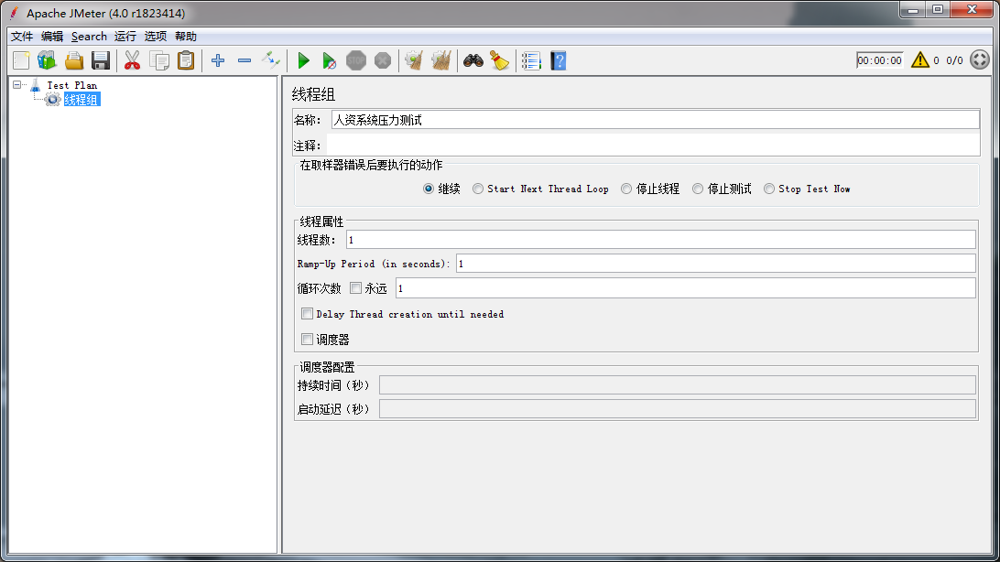 Apache JMeter (4.0 r1823414)
文件 编辑 Search 运行 选项 帮助
STOP 00:00:00 0 0/0
Test Plan
线程组
线程组
名称： 人资系统压力测试
注释：
在取样器错误后要执行的动作
继续 Start Next Thread Loop 停止线程 停止测试 Stop Test Now
线程属性
线程数： 1
Ramp-Up Period (in seconds): 1
循环次数 永远 1
Delay Thread creation until needed
调度器
调度器配置
持续时间（秒）
启动延迟（秒）